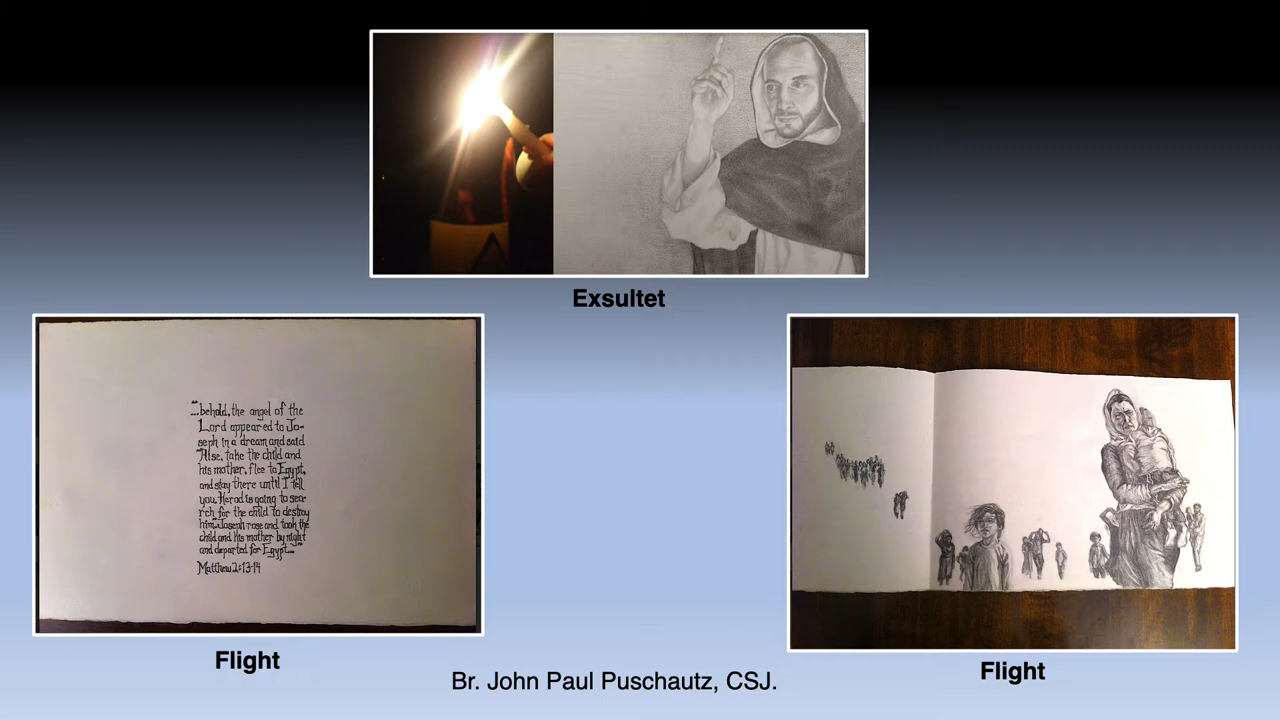 Exsultet
"...behold, the angel of the
Lord appeared to Jo-
seph in a dream and said
"Rise, take the child and
his mother, flee to Egypt,
and stay there until I tell
you. Herod is going to sea-
rch for the child to destroy
him. Joseph rose and took the
child and his mother by night
and departed for Egypt..."
Matthew 2:13-14
Flight
Flight
Br. John Paul Puschautz, CSJ.